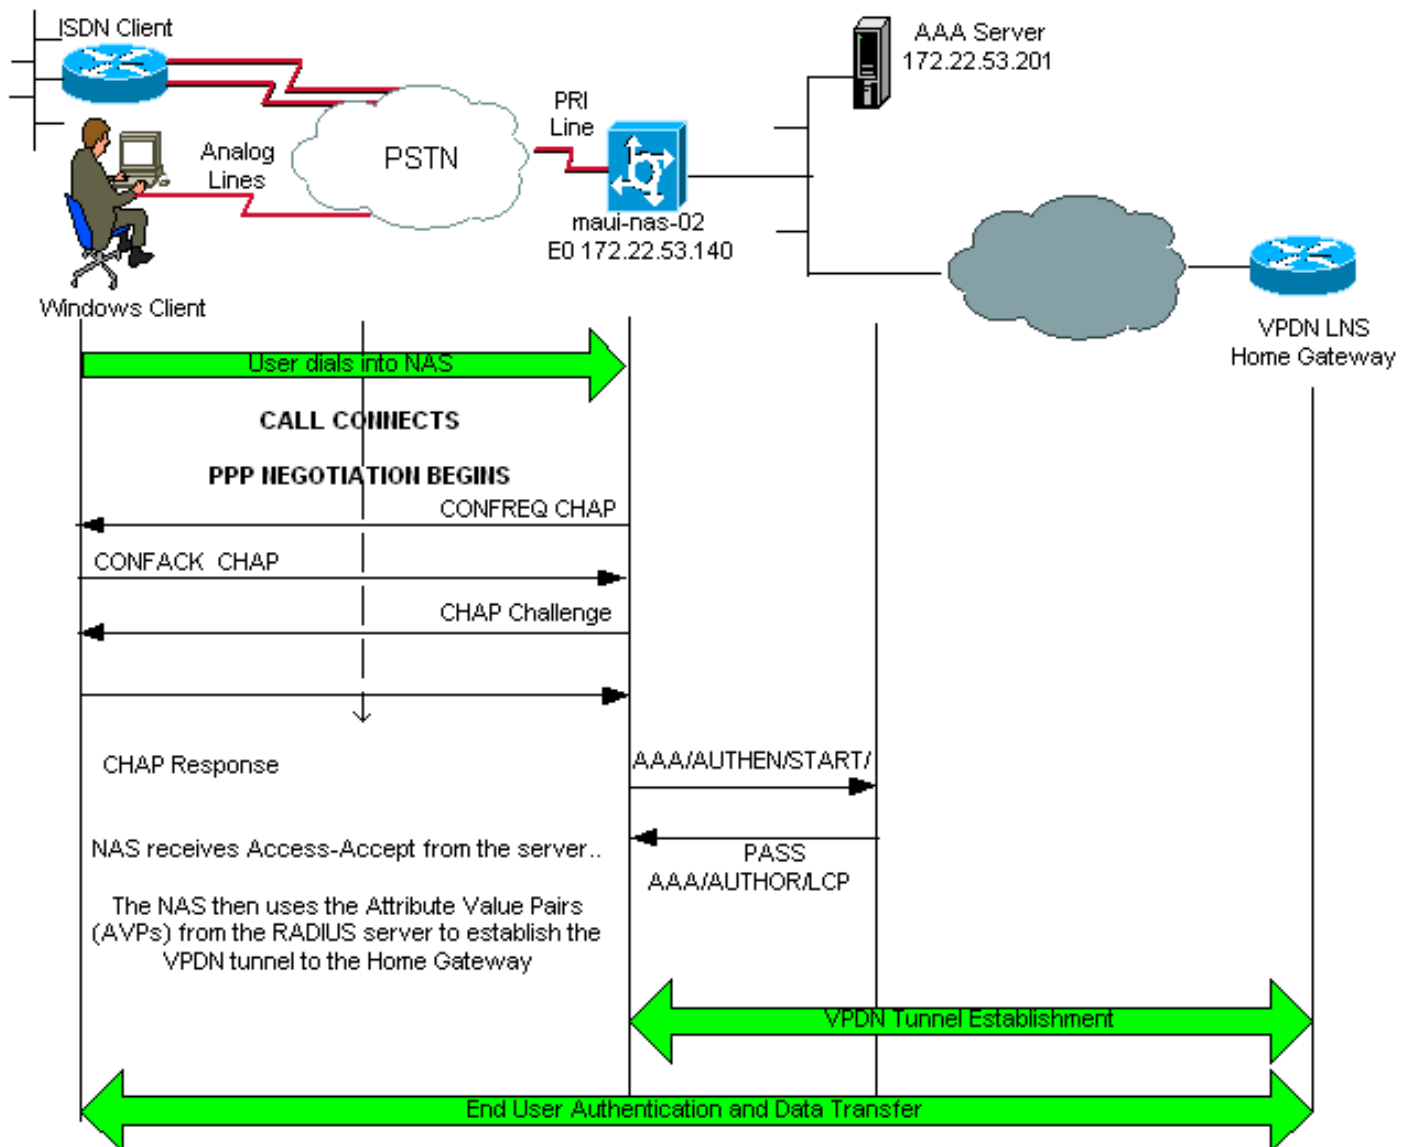 ISDN Client
AAA Server
172.22.53.201
PRI
Line
Analog
Lines
PSTN
maui-nas-02
E0 172.22.53.140
Windows Client
VPDN LNS
Home Gateway
User dials into NAS
CALL CONNECTS
PPP NEGOTIATION BEGINS
CONFREQ CHAP
CONFACK CHAP
CHAP Challenge
CHAP Response
AAA/AUTHEN/START/
NAS receives Access-Accept from the server..
PASS
AAA/AUTHOR/LCP
The NAS then uses the Attribute Value Pairs
(AVPs) from the RADIUS server to establish the
VPDN tunnel to the Home Gateway
VPDN Tunnel Establishment
End User Authentication and Data Transfer